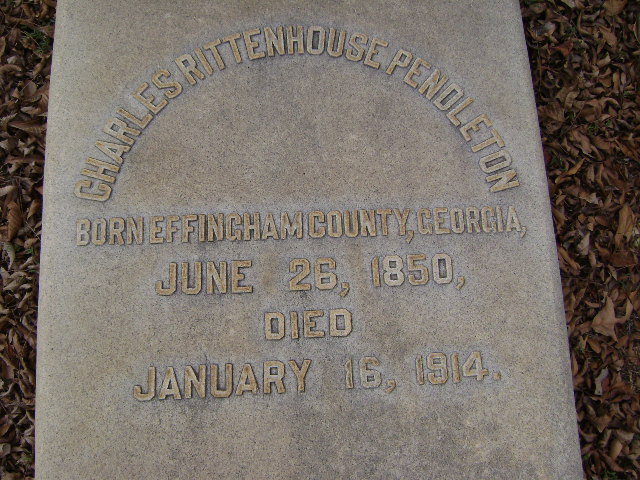 CHARLES RITTENHOUSE PENDLETON
BORN EFFINGHAM COUNTY, GEORGIA,
JUNE 26, 1850,
DIED
JANUARY 16, 1914.